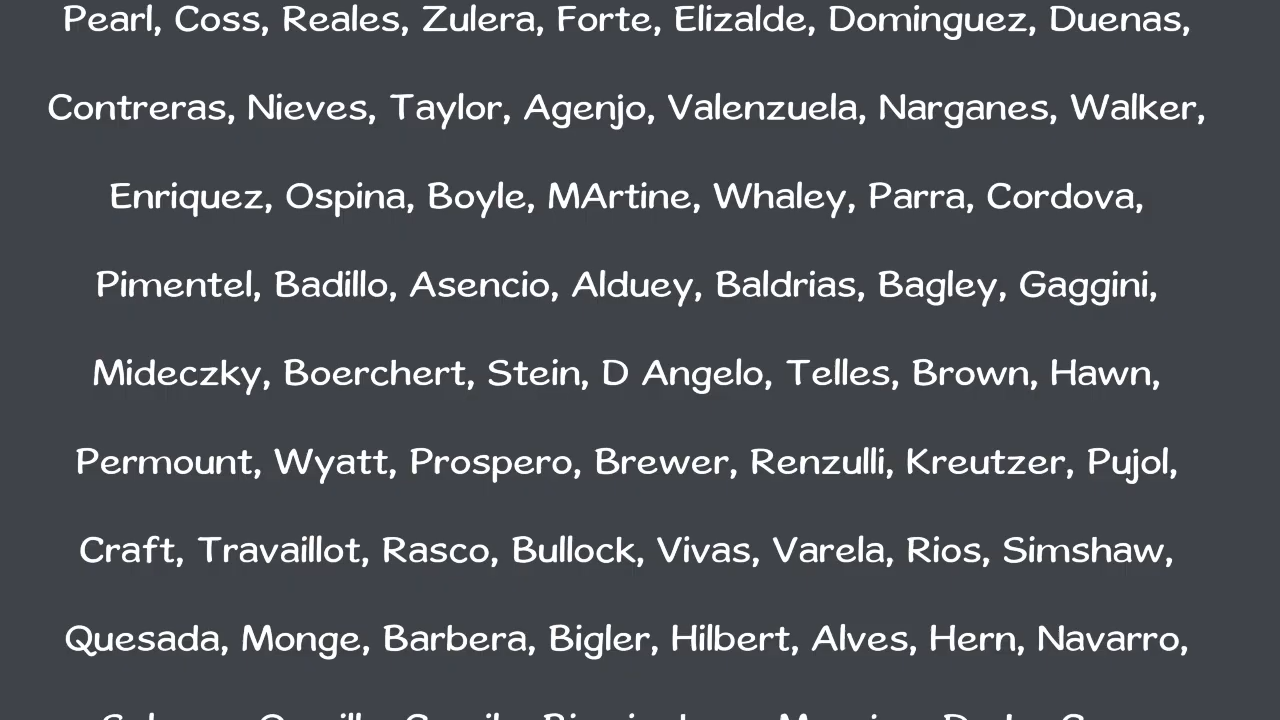 Pearl, Coss, Reales, Zulera, Forte, Elizalde, Dominguez, Duenas,
Contreras, Nieves, Taylor, Agenjo, Valenzuela, Narganes, Walker,
Enriquez, Ospina, Boyle, MArtine, Whaley, Parra, Cordova,
Pimentel, Badillo, Asencio, Alduey, Baldrias, Bagley, Gaggini,
Mideczky, Boerchert, Stein, D Angelo, Telles, Brown, Hawn,
Permount, Wyatt, Prospero, Brewer, Renzulli, Kreutzer, Pujol,
Craft, Travaillot, Rasco, Bullock, Vivas, Varela, Rios, Simshaw,
Quesada, Monge, Barbera, Bigler, Hilbert, Alves, Hern, Navarro,